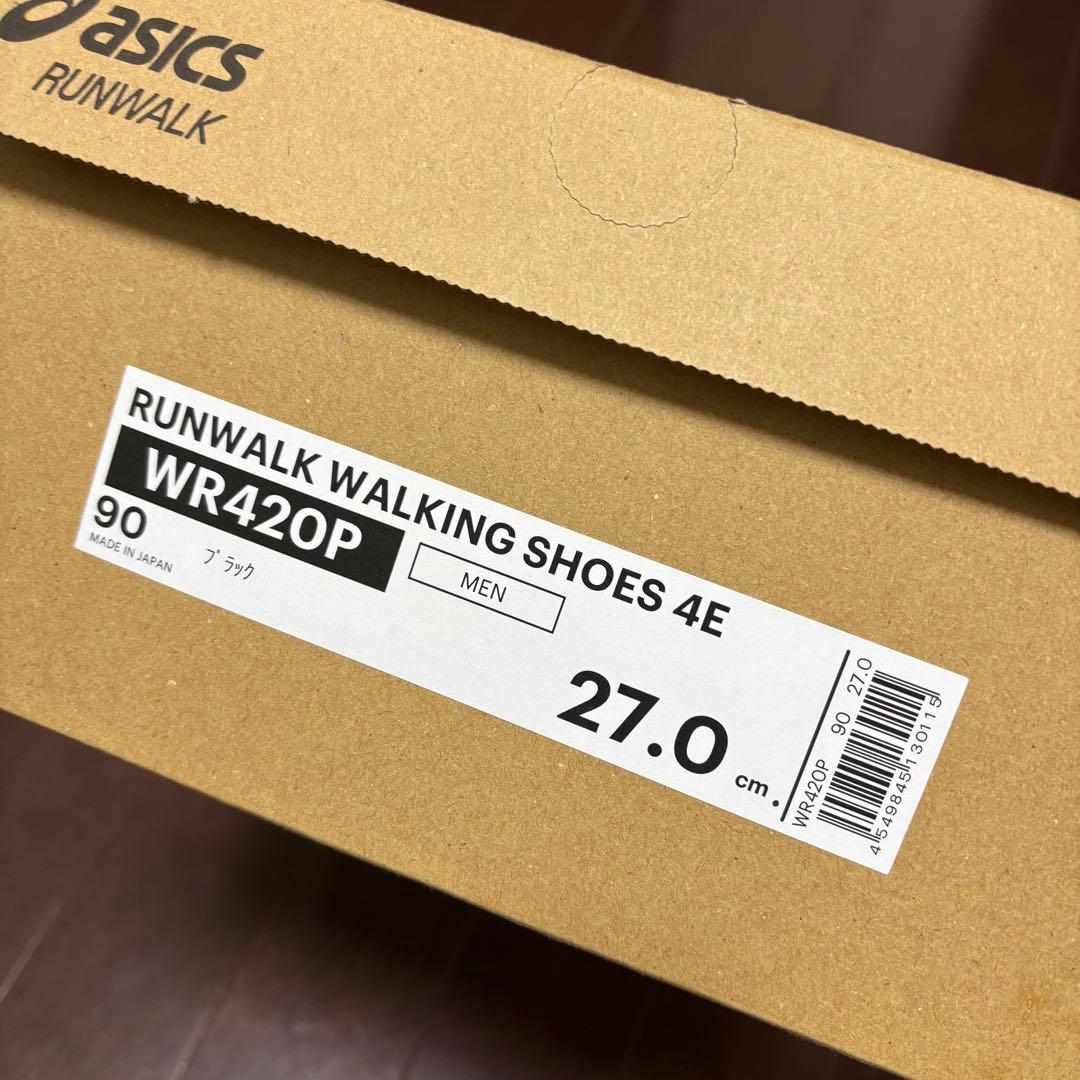 asics
RUNWALK
RUNWALK WALKING SHOES 4E
WR420P
90
MADE IN JAPAN
ﾌﾞﾗｯｸ
MEN
27.0 cm.
WR420P 90 27.0
4549845130115